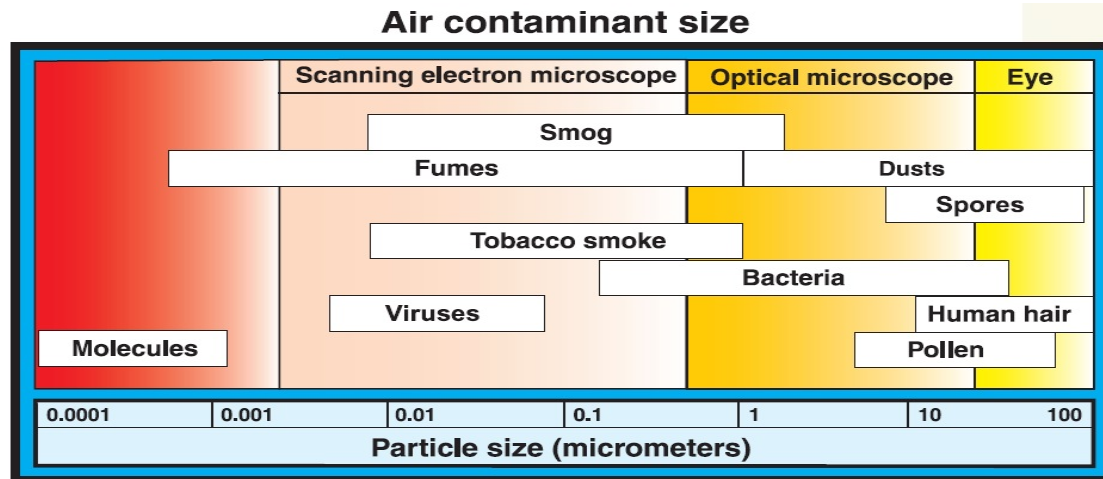 Air contaminant size
Scanning electron microscope Optical microscope Eye
Smog
Fumes Dusts
Spores
Tobacco smoke
Bacteria
Viruses Human hair
Molecules Pollen
0.0001 0.001 0.01 0.1 1 10 100
Particle size (micrometers)